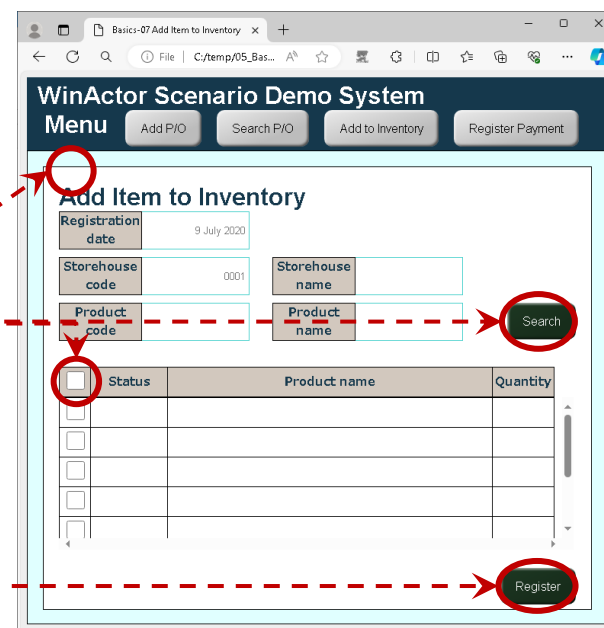 Basics-07 Add Item to Inventory
File C:/temp/05_Bas...
WinActor Scenario Demo System
Menu Add P/O Search P/O Add to Inventory Register Payment
Add Item to Inventory
Registration date 9 July 2020
Storehouse code 0001 Storehouse name
Product code Product name Search
Status Product name Quantity
Register